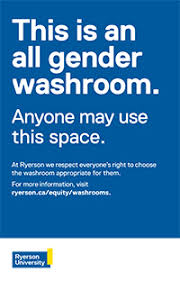 This is an
all gender
washroom.
Anyone may use
this space.
At Ryerson we respect everyone's right to choose
the washroom appropriate for them.
For more information, visit
ryerson.ca/equity/washrooms.
Ryerson
University